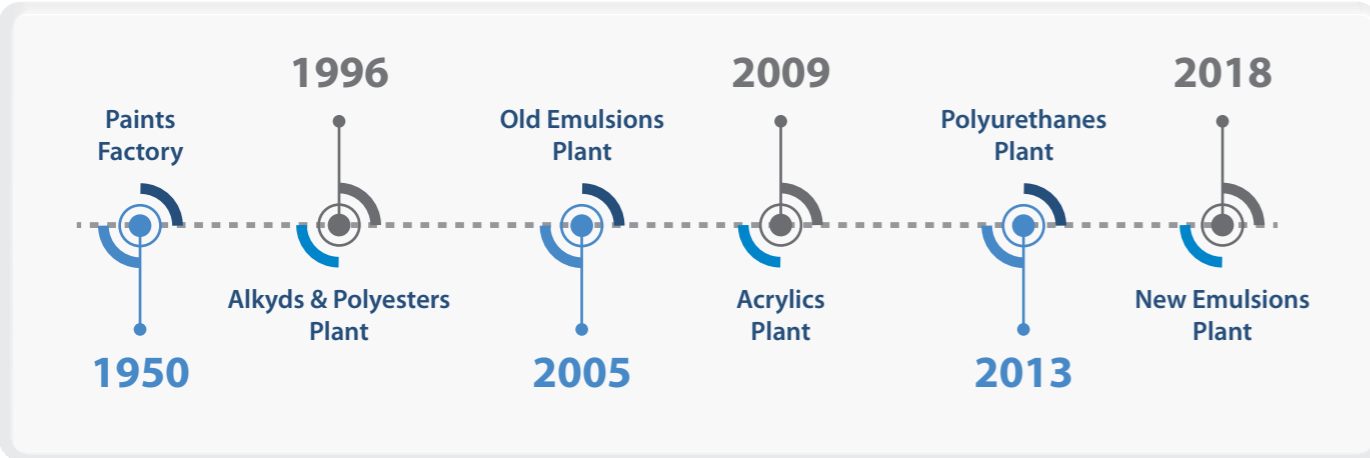 1996
2009
2018
Paints
Factory
Old Emulsions
Plant
Polyurethanes
Plant
Alkyds & Polyesters
Plant
Acrylics
Plant
New Emulsions
Plant
1950
2005
2013